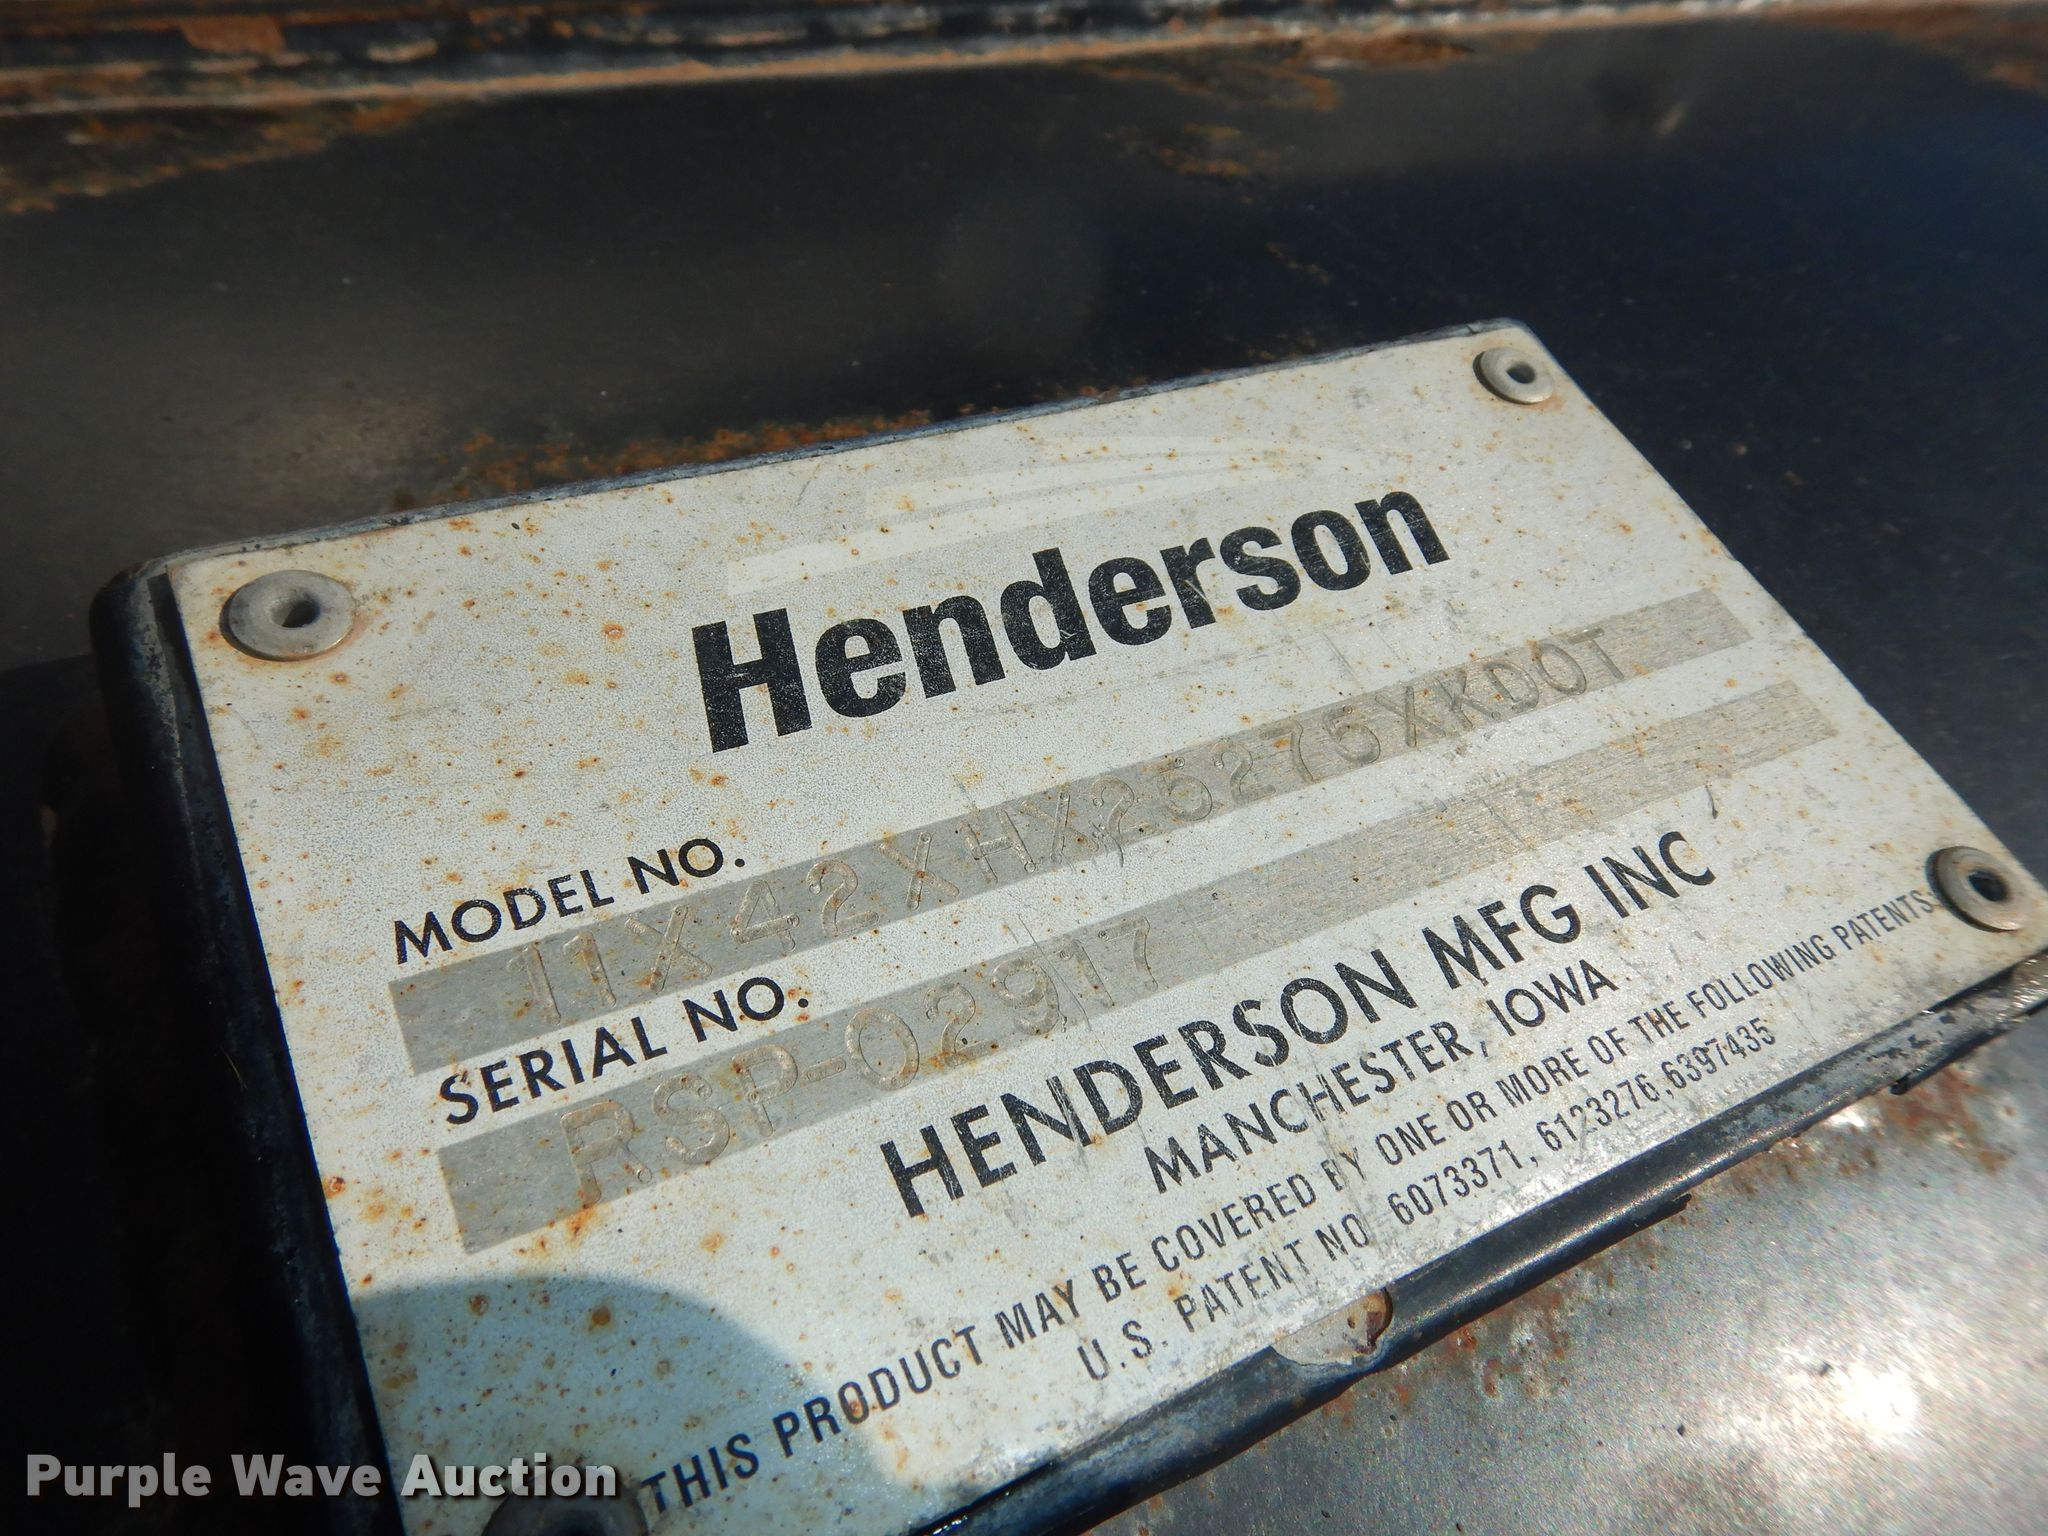 Henderson
MODEL NO.
11X42XHX25275XKDOT
SERIAL NO.
RSP-02917
HENDERSON MFG INC
MANCHESTER, IOWA
THIS PRODUCT MAY BE COVERED BY ONE OR MORE OF THE FOLLOWING PATENTS:
U.S. PATENT NO 6073371, 6123276,6397435
Purple Wave Auction